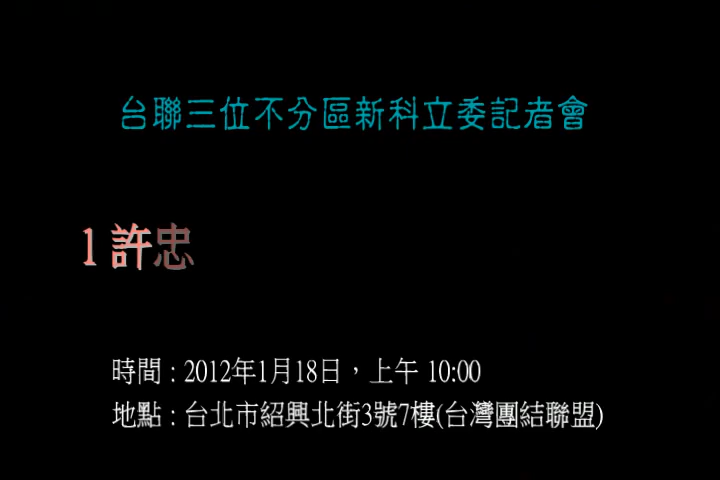 台聯三位不分區新科立委記者會
1 許忠
時間 : 2012年1月18日，上午 10:00
地點 : 台北市紹興北街3號7樓(台灣團結聯盟)